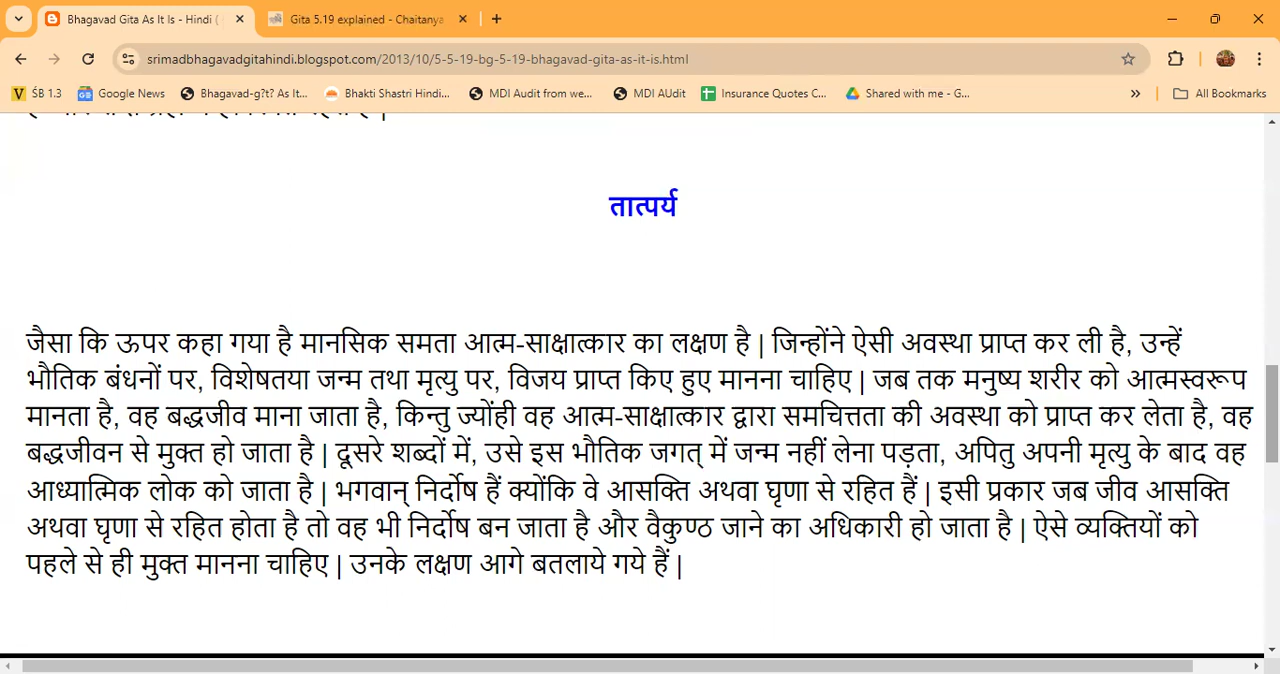 Bhagavad Gita As It Is - Hindi (
Gita 5.19 explained - Chaitanya
srimadbhagavadgitahindi.blogspot.com/2013/10/5-5-19-bg-5-19-bhagavad-gita-as-it-is.html
ŚB 1.3
Google News
Bhagavad-g?t? As It...
Bhakti Shastri Hindi...
MDI Audit from we...
MDI AUdit
Insurance Quotes C...
Shared with me - G...
All Bookmarks
तात्पर्य
जैसा कि ऊपर कहा गया है मानसिक समता आत्म-साक्षात्कार का लक्षण है | जिन्होंने ऐसी अवस्था प्राप्त कर ली है, उन्हें
भौतिक बंधनों पर, विशेषतया जन्म तथा मृत्यु पर, विजय प्राप्त किए हुए मानना चाहिए | जब तक मनुष्य शरीर को आत्मस्वरूप
मानता है, वह बद्धजीव माना जाता है, किन्तु ज्योंही वह आत्म-साक्षात्कार द्वारा समचित्तता की अवस्था को प्राप्त कर लेता है, वह
बद्धजीवन से मुक्त हो जाता है | दूसरे शब्दों में, उसे इस भौतिक जगत् में जन्म नहीं लेना पड़ता, अपितु अपनी मृत्यु के बाद वह
आध्यात्मिक लोक को जाता है | भगवान् निर्दोष हैं क्योंकि वे आसक्ति अथवा घृणा से रहित हैं | इसी प्रकार जब जीव आसक्ति
अथवा घृणा से रहित होता है तो वह भी निर्दोष बन जाता है और वैकुण्ठ जाने का अधिकारी हो जाता है | ऐसे व्यक्तियों को
पहले से ही मुक्त मानना चाहिए | उनके लक्षण आगे बतलाये गये हैं |